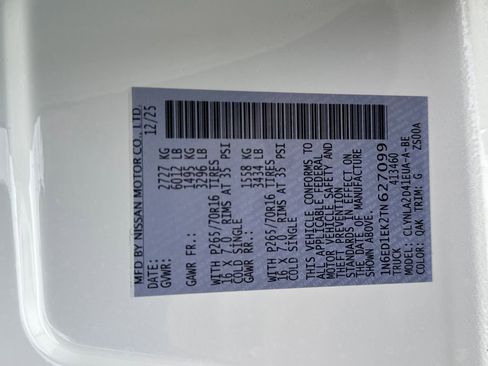 MFD BY NISSAN MOTOR CO., LTD.
DATE: 12/25
GVWR: 2727 KG
6012 LB
GAWR FR.: 1495 KG
3296 LB
WITH P265/70R16 TIRES
16 X 7.0 RIMS AT 35 PSI
COLD SINGLE
GAWR RR.: 1558 KG
3434 LB
WITH P265/70R16 TIRES
16 X 7.0 RIMS AT 35 PSI
COLD SINGLE
THIS VEHICLE CONFORMS TO
ALL APPLICABLE FEDERAL
MOTOR VEHICLE SAFETY AND
THEFT PREVENTION
STANDARDS IN EFFECT ON
THE DATE OF MANUFACTURE
SHOWN ABOVE.
1N6ED1EK2TN627099
TRUCK 413460
MODEL: CLYNLA2D41EUA-A-BE
COLOR: QAK TRIM: G ZS00A